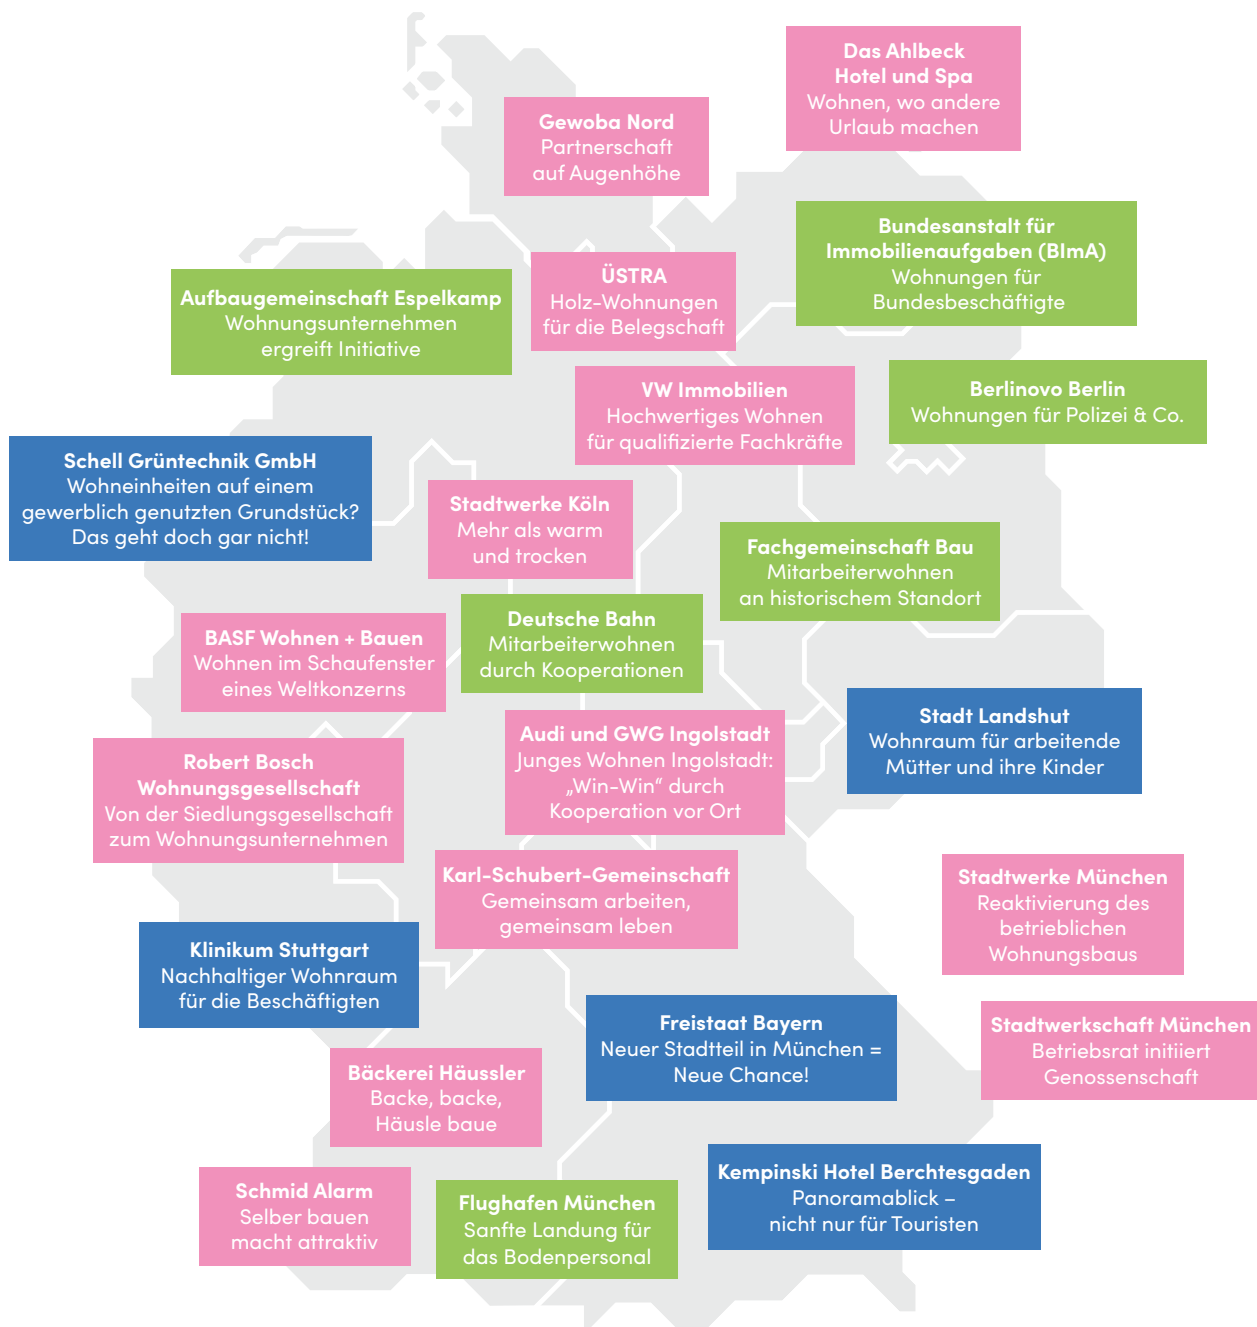 Das Ahlbeck
Hotel und Spa
Wohnen, wo andere
Urlaub machen
Gewoba Nord
Partnerschaft
auf Augenhöhe
Bundesanstalt für
Immobilienaufgaben (BImA)
Wohnungen für
Bundesbeschäftigte
ÜSTRA
Holz-Wohnungen
für die Belegschaft
Aufbaugemeinschaft Espelkamp
Wohnungsunternehmen
ergreift Initiative
VW Immobilien
Hochwertiges Wohnen
für qualifizierte Fachkräfte
Berlinovo Berlin
Wohnungen für Polizei & Co.
Schell Grüntechnik GmbH
Wohneinheiten auf einem
gewerblich genutzten Grundstück?
Das geht doch gar nicht!
Stadtwerke Köln
Mehr als warm
und trocken
Fachgemeinschaft Bau
Mitarbeiterwohnen
an historischem Standort
Deutsche Bahn
Mitarbeiterwohnen
durch Kooperationen
BASF Wohnen + Bauen
Wohnen im Schaufenster
eines Weltkonzerns
Stadt Landshut
Wohnraum für arbeitende
Mütter und ihre Kinder
Audi und GWG Ingolstadt
Junges Wohnen Ingolstadt:
„Win-Win“ durch
Kooperation vor Ort
Robert Bosch
Wohnungsgesellschaft
Von der Siedlungsgesellschaft
zum Wohnungsunternehmen
Karl-Schubert-Gemeinschaft
Gemeinsam arbeiten,
gemeinsam leben
Stadtwerke München
Reaktivierung des
betrieblichen
Wohnungsbaus
Klinikum Stuttgart
Nachhaltiger Wohnraum
für die Beschäftigten
Freistaat Bayern
Neuer Stadtteil in München =
Neue Chance!
Stadtwerkschaft München
Betriebsrat initiiert
Genossenschaft
Bäckerei Häussler
Backe, backe,
Häusle baue
Kempinski Hotel Berchtesgaden
Panoramablick –
nicht nur für Touristen
Schmid Alarm
Selber bauen
macht attraktiv
Flughafen München
Sanfte Landung für
das Bodenpersonal